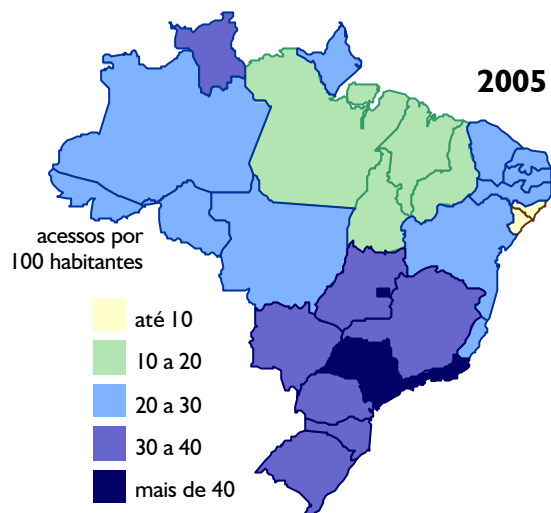 2005
acessos por
100 habitantes
até 10
10 a 20
20 a 30
30 a 40
mais de 40